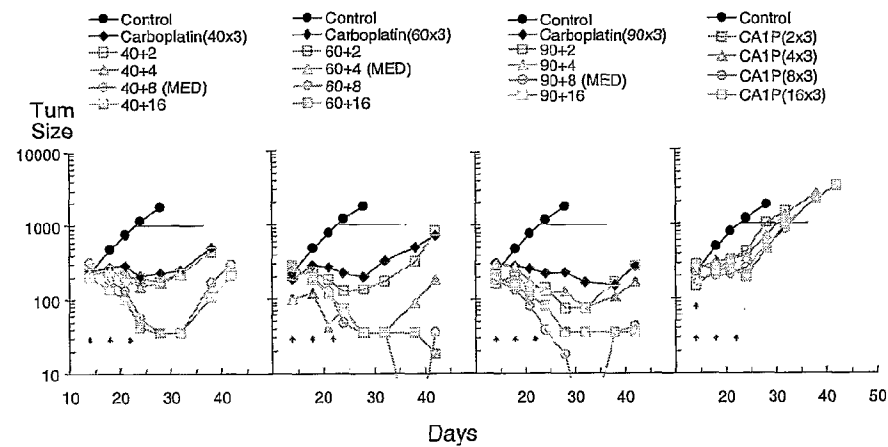 Control
Carboplatin(40x3)
40+2
40+4
40+8 (MED)
40+16
Control
Carboplatin(60x3)
60+2
60+4 (MED)
60+8
60+16
Control
Carboplatin(90x3)
90+2
90+4
90+8 (MED)
90+16
Control
CA1P(2x3)
CA1P(4x3)
CA1P(8x3)
CA1P(16x3)
Tum
Size
10000
1000
100
10
10 20 30 40 20 30 40 20 30 40 20 30 40 50
Days